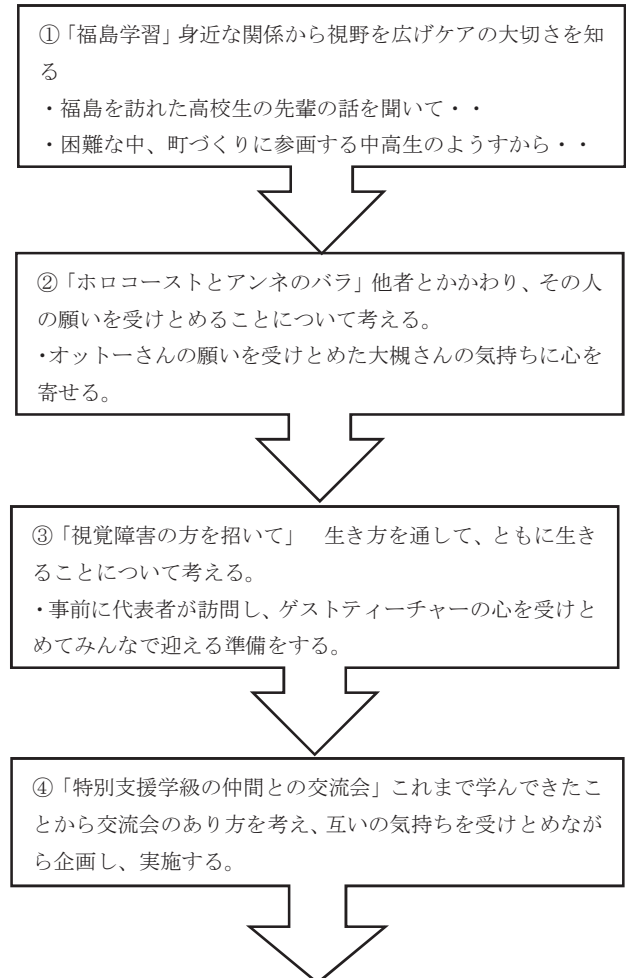 ①「福島学習」身近な関係から視野を広げケアの大切さを知
る
・福島を訪れた高校生の先輩の話を聞いて・・
・困難な中、町づくりに参画する中高生のようすから・・
②「ホロコーストとアンネのバラ」他者とかかわり、その人
の願いを受けとめることについて考える。
・オットーさんの願いを受けとめた大槻さんの気持ちに心を
寄せる。
③「視覚障害の方を招いて」　生き方を通して、ともに生き
ることについて考える。
・事前に代表者が訪問し、ゲストティーチャーの心を受けと
めてみんなで迎える準備をする。
④「特別支援学級の仲間との交流会」これまで学んできたこ
とから交流会のあり方を考え、互いの気持ちを受けとめなが
ら企画し、実施する。